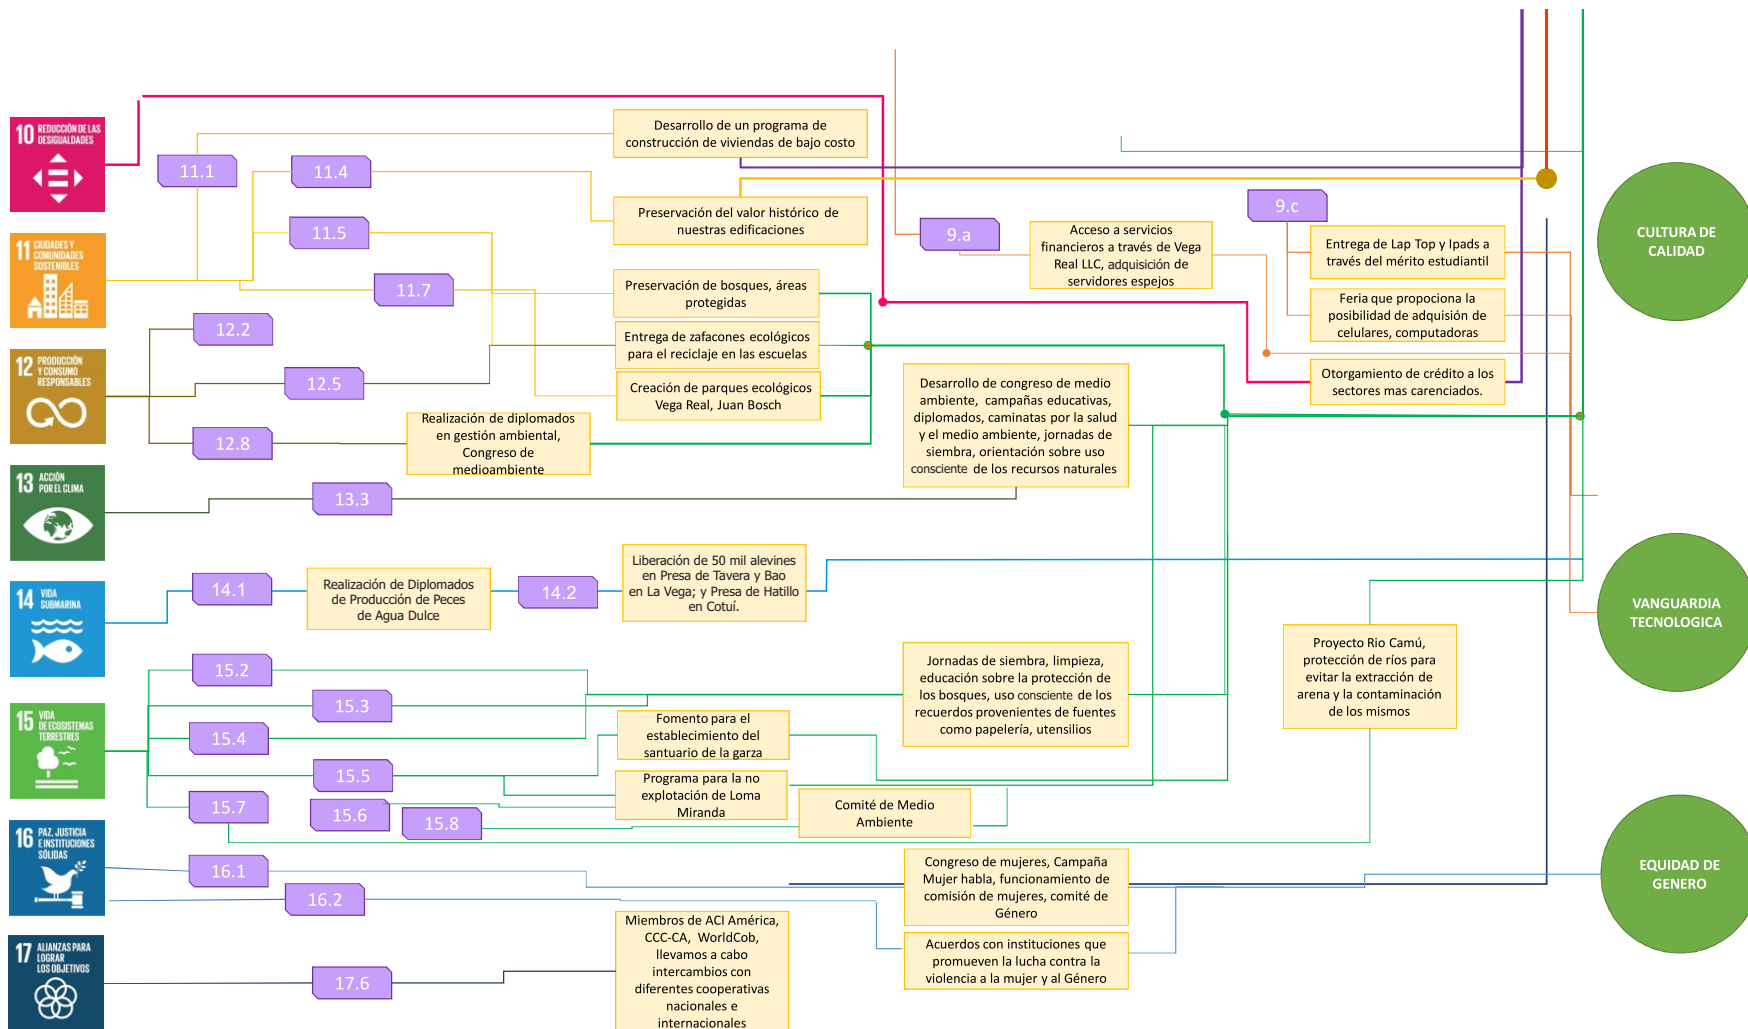 10 REDUCCIÓN DE LAS
DESIGUALDADES
11.1
11.4
Desarrollo de un programa de
construcción de viviendas de bajo costo
11 CIUDADES Y
COMUNIDADES
SOSTENIBLES
11.5
11.7
Preservación del valor histórico de
nuestras edificaciones
9.a
Acceso a servicios
financieros a través de Vega
Real LLC, adquisición de
servidores espejos
9.c
Entrega de Lap Top y Ipads a
través del mérito estudiantil
Feria que propociona la
posibilidad de adquisión de
celulares, computadoras
Otorgamiento de crédito a los
sectores mas carenciados.
CULTURA DE
CALIDAD
Preservación de bosques, áreas
protegidas
12 PRODUCCIÓN
Y CONSUMO
RESPONSABLES
12.2
12.5
12.8
Entrega de zafacones ecológicos
para el reciclaje en las escuelas
Creación de parques ecológicos
Vega Real, Juan Bosch
Realización de diplomados
en gestión ambiental,
Congreso de
medioambiente
Desarrollo de congreso de medio
ambiente, campañas educativas,
diplomados, caminatas por la salud
y el medio ambiente, jornadas de
siembra, orientación sobre uso
consciente de los recursos naturales
13 ACCIÓN
POR EL CLIMA
13.3
14 VIDA
SUBMARINA
14.1
Realización de Diplomados
de Producción de Peces
de Agua Dulce
14.2
Liberación de 50 mil alevines
en Presa de Tavera y Bao
en La Vega; y Presa de Hatillo
en Cotuí.
VANGUARDIA
TECNOLOGICA
15 VIDA
DE ECOSISTEMAS
TERRESTRES
15.2
15.3
15.4
15.5
15.7
15.6
15.8
Jornadas de siembra, limpieza,
educación sobre la protección de
los bosques, uso consciente de los
recuerdos provenientes de fuentes
como papelería, utensilios
Proyecto Rio Camú,
protección de ríos para
evitar la extracción de
arena y la contaminación
de los mismos
Fomento para el
establecimiento del
santuario de la garza
Programa para la no
explotación de Loma
Miranda
Comité de Medio
Ambiente
16 PAZ, JUSTICIA
E INSTITUCIONES
SÓLIDAS
16.1
16.2
Congreso de mujeres, Campaña
Mujer habla, funcionamiento de
comisión de mujeres, comité de
Género
EQUIDAD DE
GENERO
Acuerdos con instituciones que
promueven la lucha contra la
violencia a la mujer y al Género
17 ALIANZAS PARA
LOGRAR
LOS OBJETIVOS
17.6
Miembros de ACI América,
CCC-CA, WorldCob,
llevamos a cabo
intercambios con
diferentes cooperativas
nacionales e
internacionales